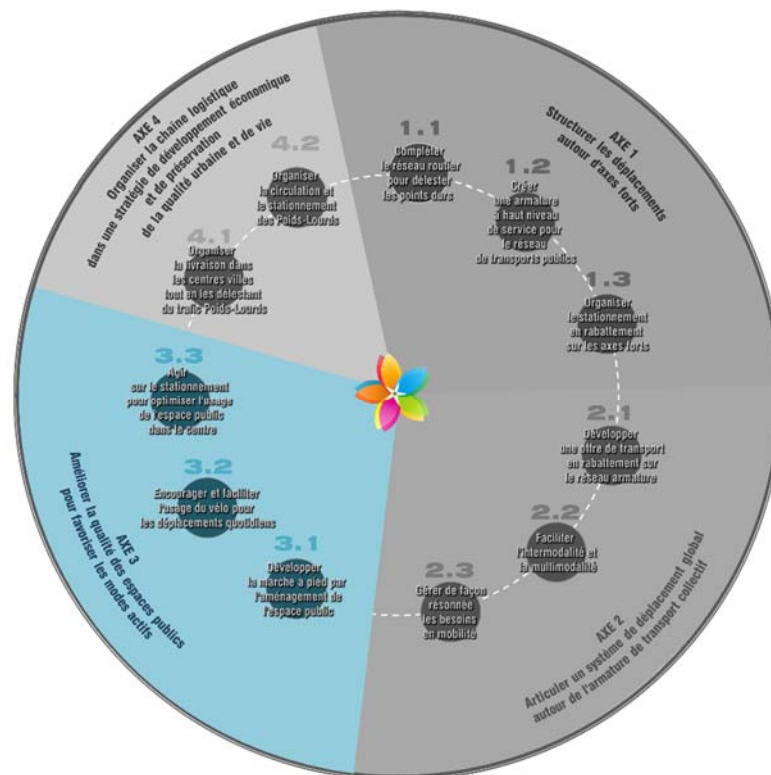 AXE 1
Structurer les déplacements
autour d'axes forts
1.1
Compléter
le réseau routier
pour délester
les points durs
1.2
Créer
une armature
à haut niveau
de service pour
le réseau
de transports publics
1.3
Organiser
le stationnement
en rabattement
sur les axes forts
2.1
Développer
une offre de transport
en rabattement sur
le réseau armature
2.2
Faciliter
l'intermodalité et
la multimodalité
2.3
Gérer de façon
résonnée
les besoins
en mobilité
AXE 2
Articuler un système de déplacement global
autour de l'armature de transport collectif
3.1
Développer
la marche à pied par
l'aménagement de
l'espace public
3.2
Encourager et faciliter
l'usage du vélo pour
les déplacements quotidiens
3.3
Agir
sur le stationnement
pour optimiser l'usage
de l'espace public
dans le centre
AXE 3
Améliorer la qualité des espaces publics
pour favoriser les modes actifs
4.1
Organiser
la livraison dans
les centres villes
tout en les délestant
du trafic Poids-Lourds
4.2
Organiser
la circulation et
le stationnement
des Poids-Lourds
AXE 4
Organiser la chaîne logistique
dans une stratégie de développement économique
et de préservation
de la qualité urbaine et de vie